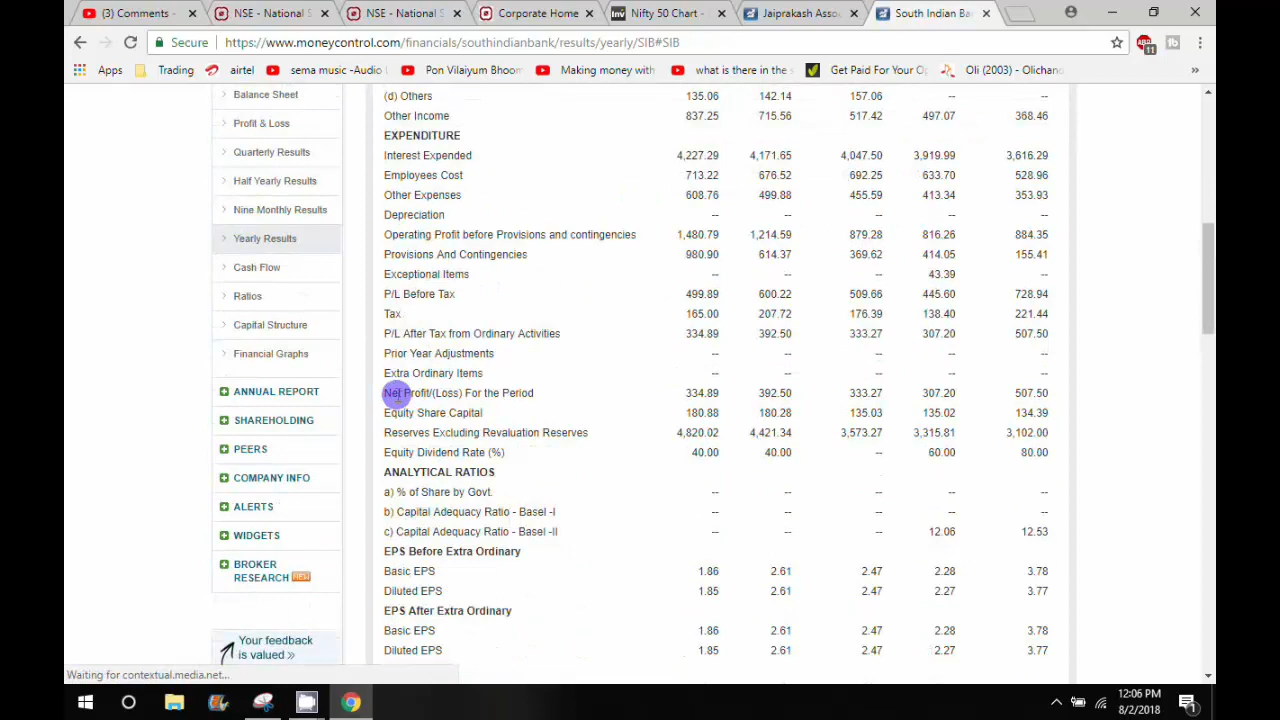 (3) Comments -
NSE - National S
NSE - National S
Corporate Home
Inv Nifty 50 Chart -
Jaiprakash Asso
South Indian Ba
Secure https://www.moneycontrol.com/financials/southindianbank/results/yearly/SIB#SIB
11
Apps Trading airtel sema music -Audio Pon Vilaiyum Bhoom Making money with what is there in the s Get Paid For Your O Oli (2003) - Olichand »
Balance Sheet
Profit & Loss
Quarterly Results
Half Yearly Results
Nine Monthly Results
Yearly Results
Cash Flow
Ratios
Capital Structure
Financial Graphs
ANNUAL REPORT
SHAREHOLDING
PEERS
COMPANY INFO
ALERTS
WIDGETS
BROKER
RESEARCH NEW
Your feedback
is valued »
(d) Others 135.06 142.14 157.06 -- --
Other Income 837.25 715.56 517.42 497.07 368.46
EXPENDITURE
Interest Expended 4,227.29 4,171.65 4,047.50 3,919.99 3,616.29
Employees Cost 713.22 676.52 692.25 633.70 528.96
Other Expenses 608.76 499.88 455.59 413.34 353.93
Depreciation -- -- -- -- --
Operating Profit before Provisions and contingencies 1,480.79 1,214.59 879.28 816.26 884.35
Provisions And Contingencies 980.90 614.37 369.62 414.05 155.41
Exceptional Items -- -- -- 43.39 --
P/L Before Tax 499.89 600.22 509.66 445.60 728.94
Tax 165.00 207.72 176.39 138.40 221.44
P/L After Tax from Ordinary Activities 334.89 392.50 333.27 307.20 507.50
Prior Year Adjustments -- -- -- -- --
Extra Ordinary Items -- -- -- -- --
Net Profit/(Loss) For the Period 334.89 392.50 333.27 307.20 507.50
Equity Share Capital 180.88 180.28 135.03 135.02 134.39
Reserves Excluding Revaluation Reserves 4,820.02 4,421.34 3,573.27 3,315.81 3,102.00
Equity Dividend Rate (%) 40.00 40.00 -- 60.00 80.00
ANALYTICAL RATIOS
a) % of Share by Govt. -- -- -- -- --
b) Capital Adequacy Ratio - Basel -I -- -- -- -- --
c) Capital Adequacy Ratio - Basel -II -- -- -- 12.06 12.53
EPS Before Extra Ordinary
Basic EPS 1.86 2.61 2.47 2.28 3.78
Diluted EPS 1.85 2.61 2.47 2.27 3.77
EPS After Extra Ordinary
Basic EPS 1.86 2.61 2.47 2.28 3.78
Diluted EPS 1.85 2.61 2.47 2.27 3.77
Waiting for contextual.media.net...
12:06 PM
8/2/2018
1